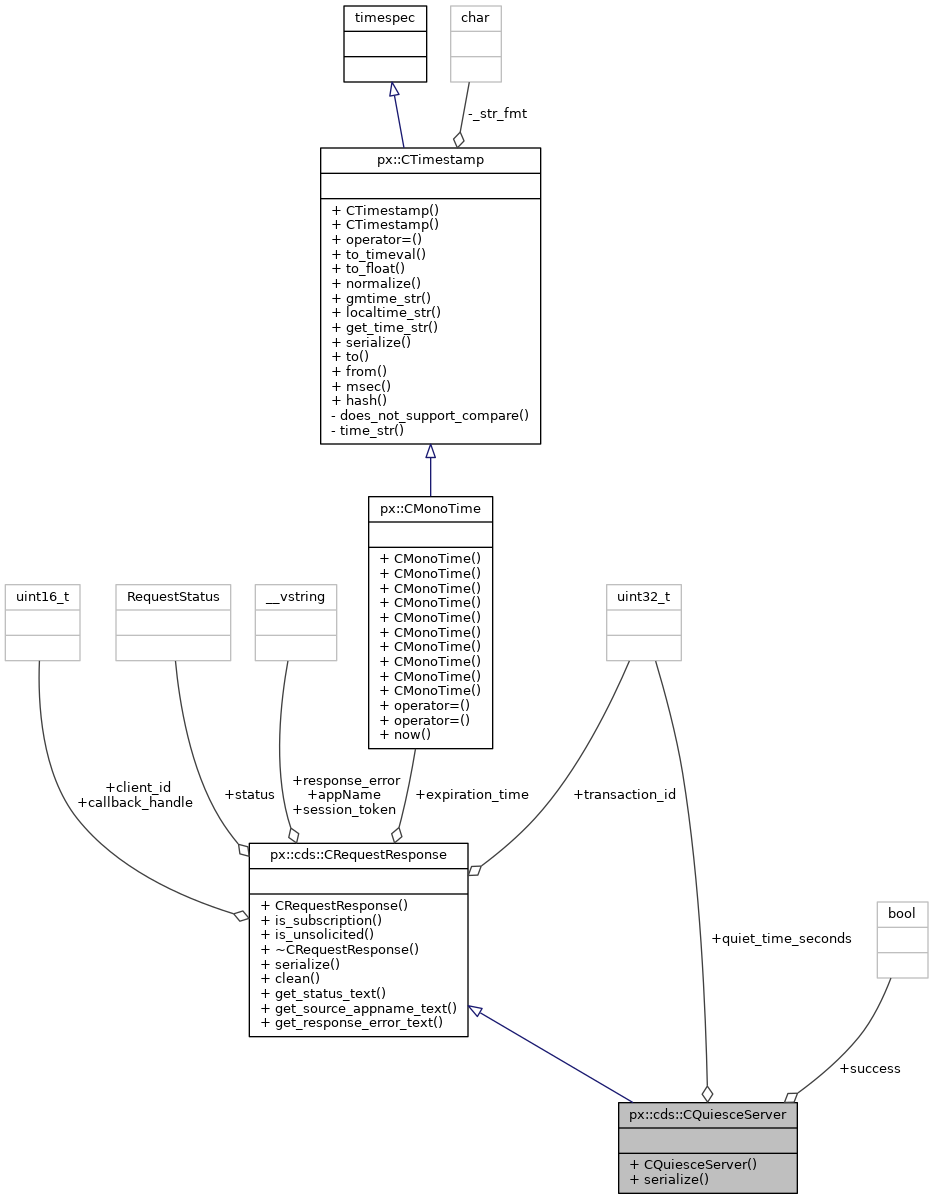 timespec
char
-_str_fmt
px::CTimestamp
+ CTimestamp()
+ CTimestamp()
+ operator=()
+ to_timeval()
+ to_float()
+ normalize()
+ gmtime_str()
+ localtime_str()
+ get_time_str()
+ serialize()
+ to()
+ from()
+ msec()
+ hash()
- does_not_support_compare()
- time_str()
px::CMonoTime
+ CMonoTime()
+ CMonoTime()
+ CMonoTime()
+ CMonoTime()
+ CMonoTime()
+ CMonoTime()
+ CMonoTime()
+ CMonoTime()
+ CMonoTime()
+ CMonoTime()
+ operator=()
+ operator=()
+ now()
uint16_t
RequestStatus
__vstring
uint32_t
+client_id
+callback_handle
+status
+response_error
+appName
+session_token
+expiration_time
+transaction_id
px::cds::CRequestResponse
+ CRequestResponse()
+ is_subscription()
+ is_unsolicited()
+ ~CRequestResponse()
+ serialize()
+ clean()
+ get_status_text()
+ get_source_appname_text()
+ get_response_error_text()
+quiet_time_seconds
bool
+success
px::cds::CQuiesceServer
+ CQuiesceServer()
+ serialize()